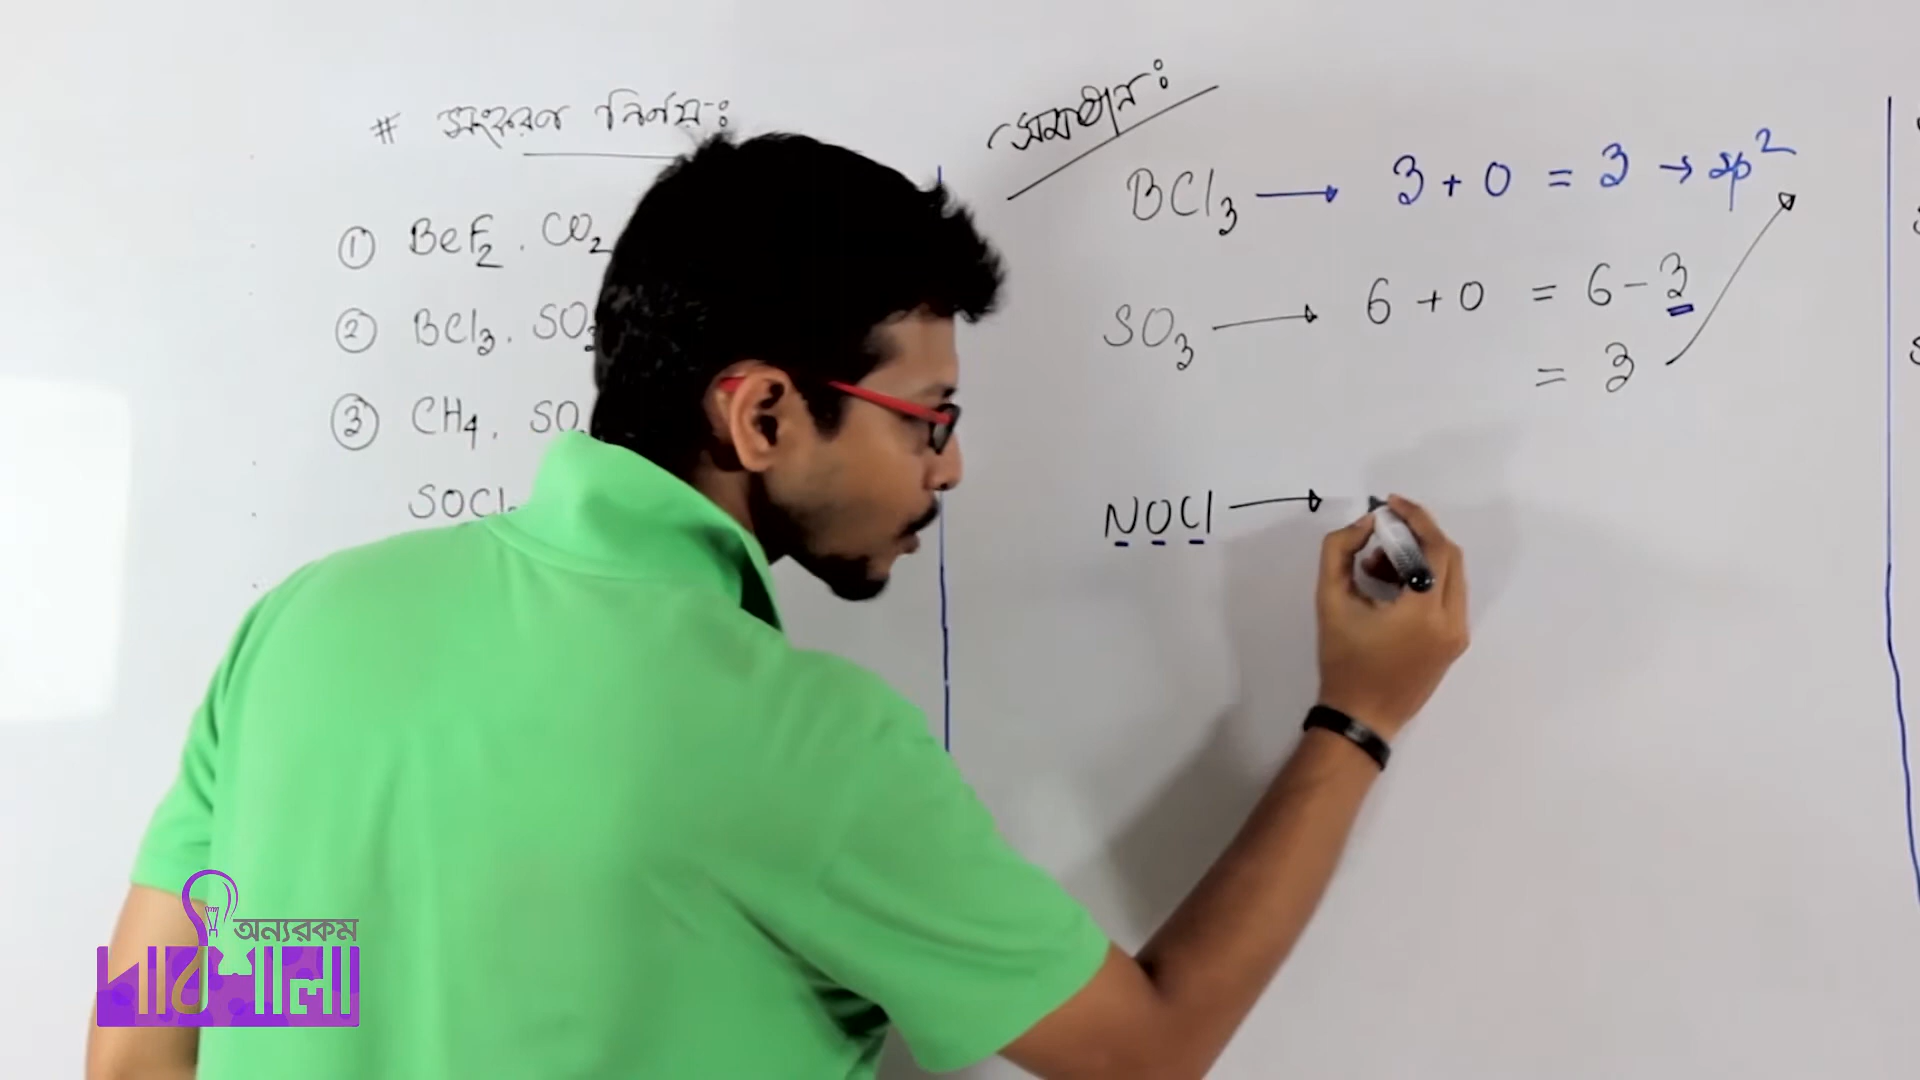 # সংকরণ নির্ণয়ঃ
① BeF₂ . CO₂
② BCl₃ . SO₃
③ CH₄ . SO
SOCl
সমাধানঃ
BCl₃ → 3 + 0 = 3 → sp²
SO₃ → 6 + 0 = 6 - 3
= 3
NOCl →
অন্যরকম
পাঠশালা